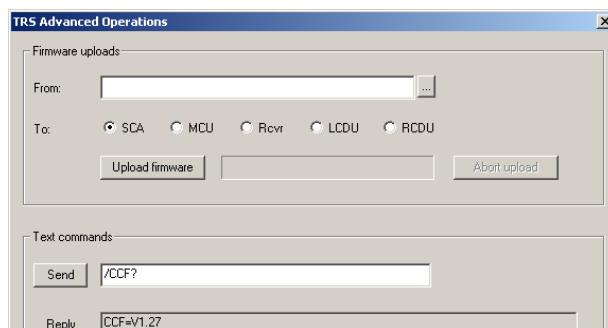 TRS Advanced Operations
Firmware uploads
From:
...
To: SCA MCU Rcvr LCDU RCDU
Upload firmware Abort upload
Text commands
Send /CCF?
Reply CCF=V1.27